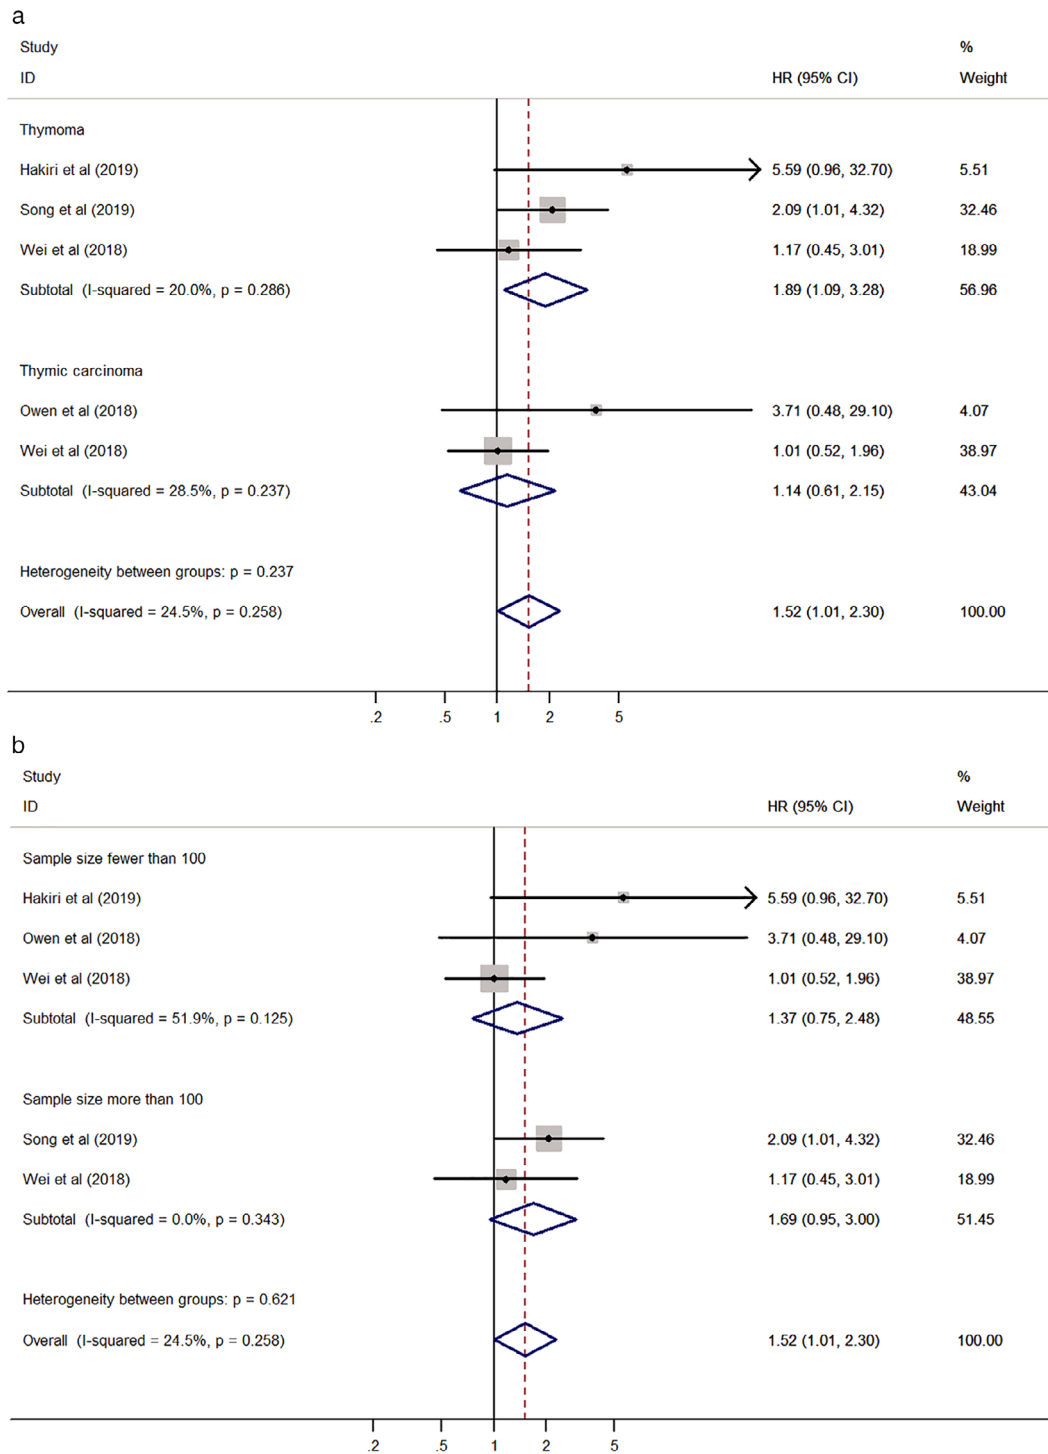 a
Study %
ID HR (95% CI) Weight
Thymoma
Hakiri et al (2019) 5.59 (0.96, 32.70) 5.51
Song et al (2019) 2.09 (1.01, 4.32) 32.46
Wei et al (2018) 1.17 (0.45, 3.01) 18.99
Subtotal (I-squared = 20.0%, p = 0.286) 1.89 (1.09, 3.28) 56.96
Thymic carcinoma
Owen et al (2018) 3.71 (0.48, 29.10) 4.07
Wei et al (2018) 1.01 (0.52, 1.96) 38.97
Subtotal (I-squared = 28.5%, p = 0.237) 1.14 (0.61, 2.15) 43.04
Heterogeneity between groups: p = 0.237
Overall (I-squared = 24.5%, p = 0.258) 1.52 (1.01, 2.30) 100.00
.2 .5 1 2 5
b
Study %
ID HR (95% CI) Weight
Sample size fewer than 100
Hakiri et al (2019) 5.59 (0.96, 32.70) 5.51
Owen et al (2018) 3.71 (0.48, 29.10) 4.07
Wei et al (2018) 1.01 (0.52, 1.96) 38.97
Subtotal (I-squared = 51.9%, p = 0.125) 1.37 (0.75, 2.48) 48.55
Sample size more than 100
Song et al (2019) 2.09 (1.01, 4.32) 32.46
Wei et al (2018) 1.17 (0.45, 3.01) 18.99
Subtotal (I-squared = 0.0%, p = 0.343) 1.69 (0.95, 3.00) 51.45
Heterogeneity between groups: p = 0.621
Overall (I-squared = 24.5%, p = 0.258) 1.52 (1.01, 2.30) 100.00
.2 .5 1 2 5